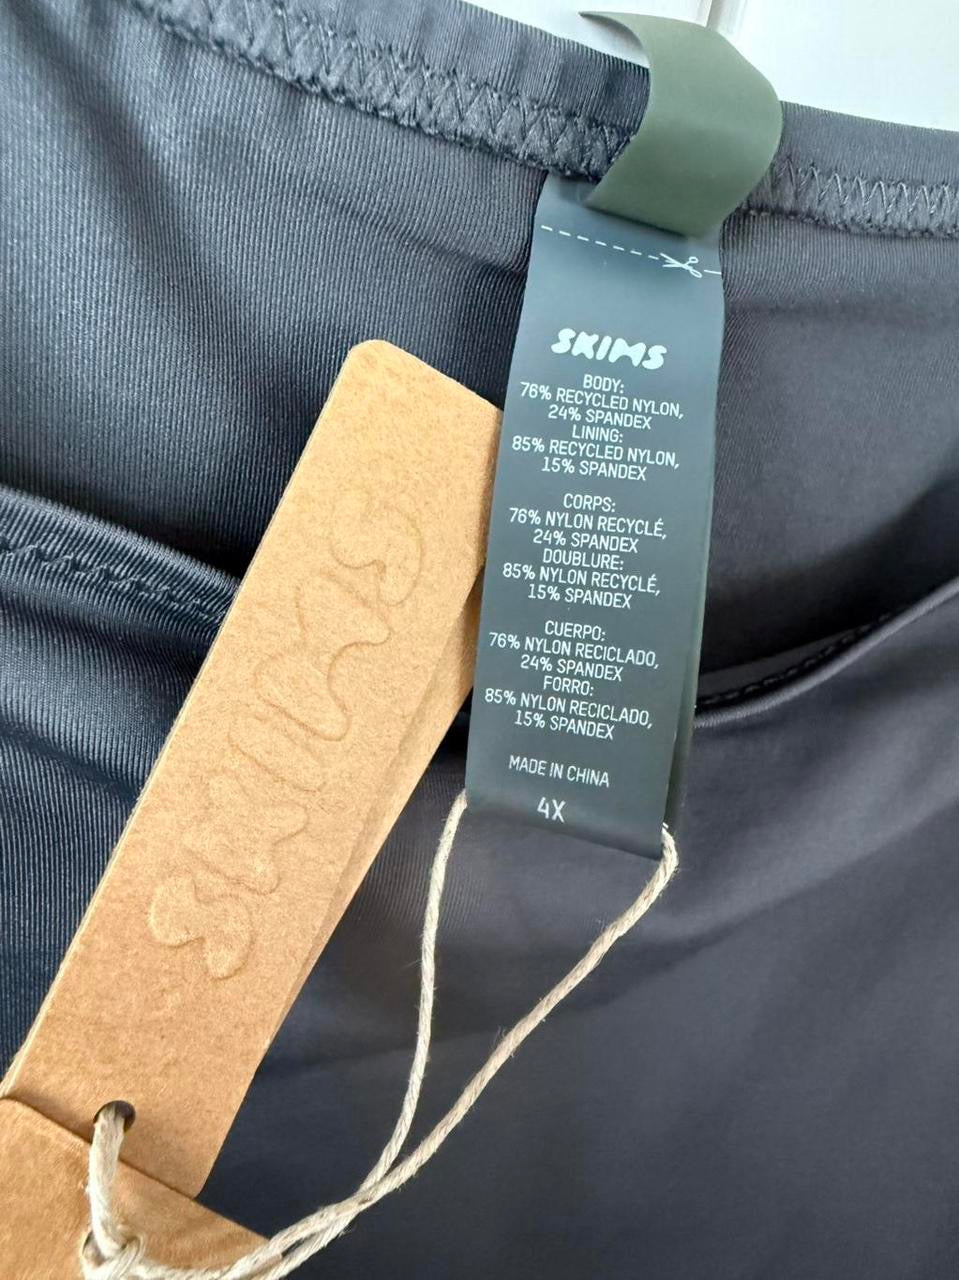 SKIMS
BODY:
76% RECYCLED NYLON,
24% SPANDEX
LINING:
85% RECYCLED NYLON,
15% SPANDEX
CORPS:
76% NYLON RECYCLÉ,
24% SPANDEX
DOUBLURE:
85% NYLON RECYCLÉ,
15% SPANDEX
CUERPO:
76% NYLON RECICLADO,
24% SPANDEX
FORRO:
85% NYLON RECICLADO,
15% SPANDEX
MADE IN CHINA
4X
SKIMS